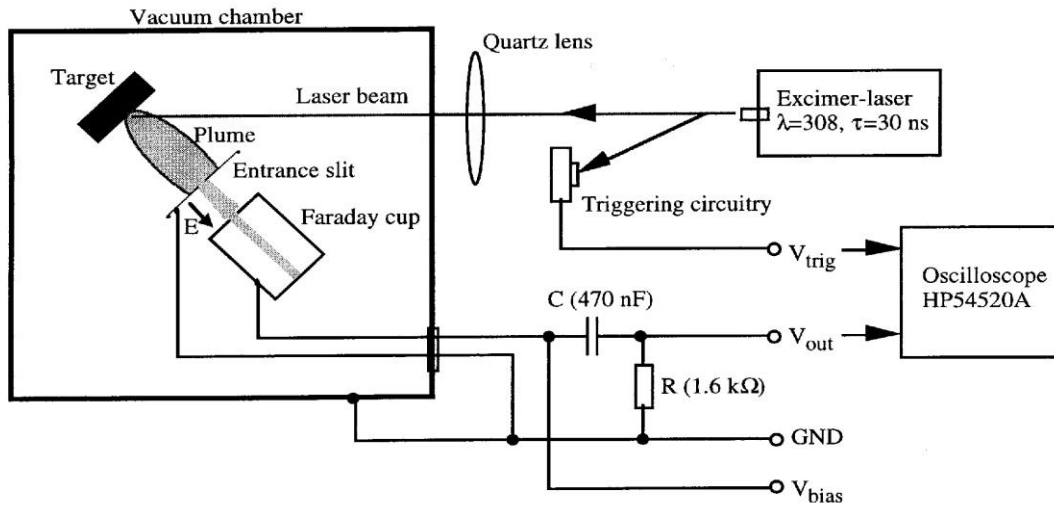 Vacuum chamber
Target
Laser beam
Plume
Entrance slit
E
Faraday cup
Quartz lens
Excimer-laser
λ=308, τ=30 ns
Triggering circuitry
V_trig
Oscilloscope
HP54520A
C (470 nF)
V_out
R (1.6 kΩ)
GND
V_bias